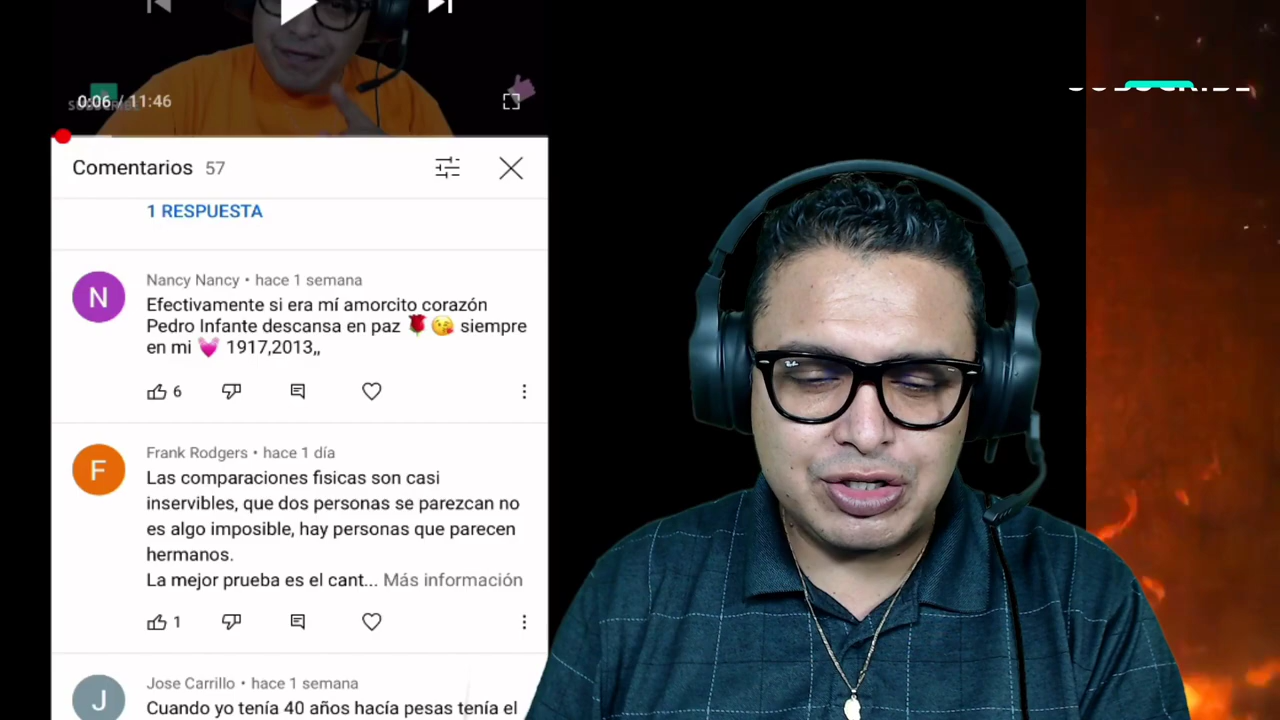 0:06 / 11:46
Comentarios 57
1 RESPUESTA
N
Nancy Nancy • hace 1 semana
Efectivamente si era mí amorcito corazón
Pedro Infante descansa en paz 🌹😘 siempre
en mi 💓 1917,2013,,
6
F
Frank Rodgers • hace 1 día
Las comparaciones fisicas son casi
inservibles, que dos personas se parezcan no
es algo imposible, hay personas que parecen
hermanos.
La mejor prueba es el cant... Más información
1
J
Jose Carrillo • hace 1 semana
Cuando yo tenía 40 años hacía pesas tenía el